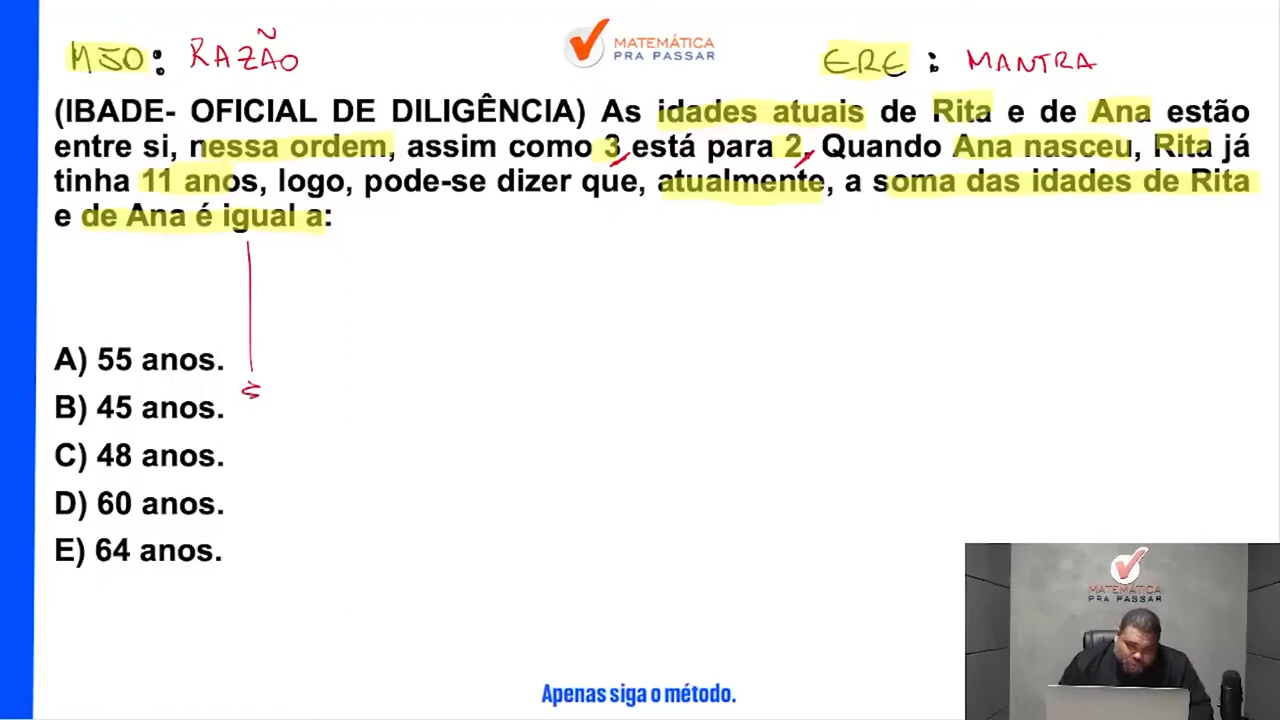 MJO: RAZÃO
MATEMÁTICA
PRA PASSAR
ERE: MANTRA
(IBADE- OFICIAL DE DILIGÊNCIA) As idades atuais de Rita e de Ana estão
entre si, nessa ordem, assim como 3 está para 2. Quando Ana nasceu, Rita já
tinha 11 anos, logo, pode-se dizer que, atualmente, a soma das idades de Rita
e de Ana é igual a:
A) 55 anos.
B) 45 anos.
C) 48 anos.
D) 60 anos.
E) 64 anos.
MATEMÁTICA
PRA PASSAR
Apenas siga o método.